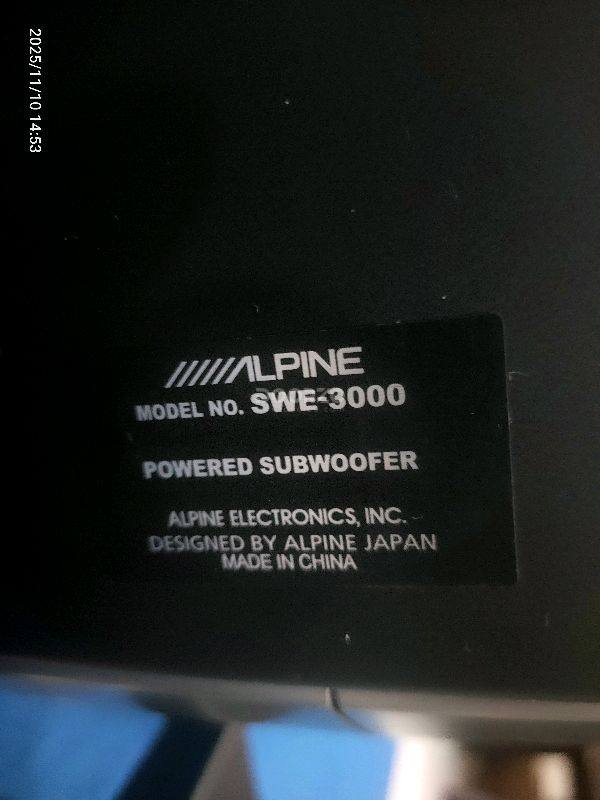 2025/11/10 14:53
ALPINE
MODEL NO. SWE-3000
POWERED SUBWOOFER
ALPINE ELECTRONICS, INC.
DESIGNED BY ALPINE JAPAN
MADE IN CHINA